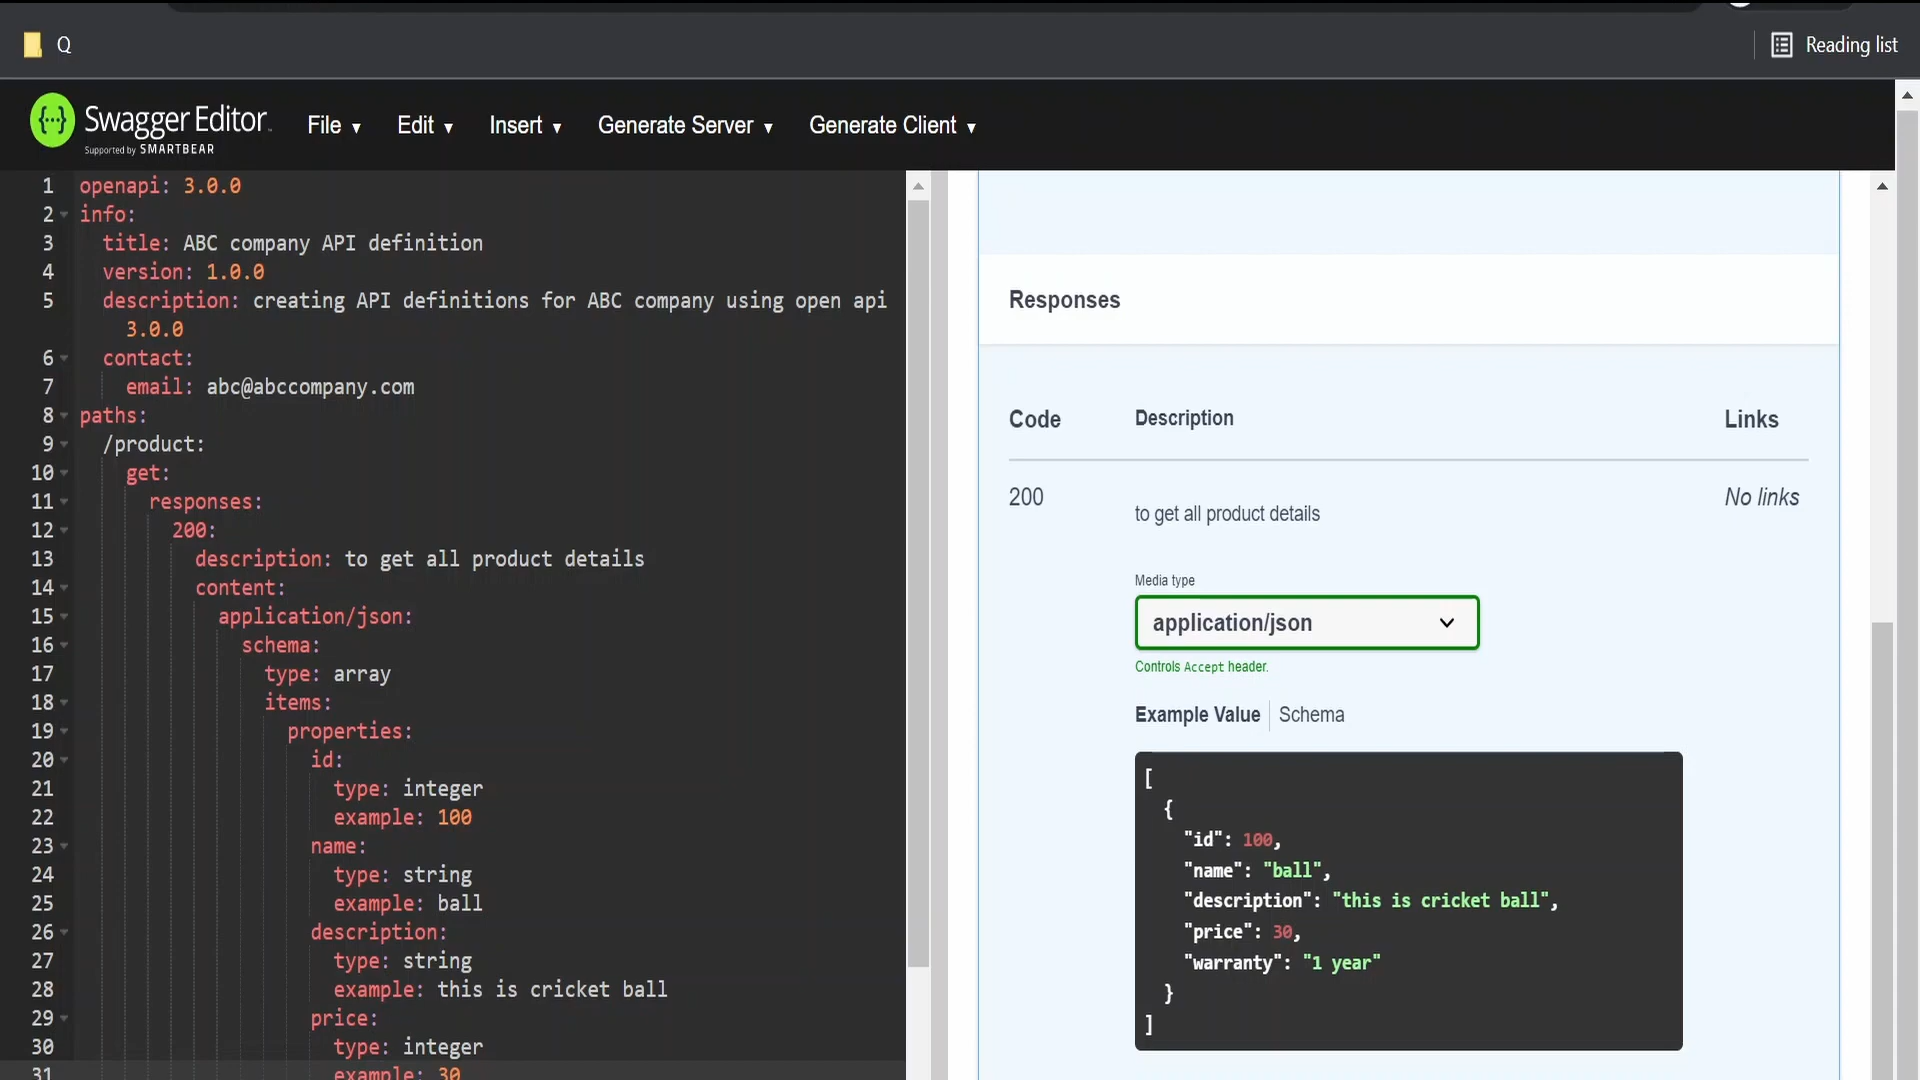 Q
Reading list
Swagger Editor
Supported by SMARTBEAR
File Edit Insert Generate Server Generate Client
1 openapi: 3.0.0
2 info:
3 title: ABC company API definition
4 version: 1.0.0
5 description: creating API definitions for ABC company using open api
3.0.0
6 contact:
7 email: abc@abccompany.com
8 paths:
9 /product:
10 get:
11 responses:
12 200:
13 description: to get all product details
14 content:
15 application/json:
16 schema:
17 type: array
18 items:
19 properties:
20 id:
21 type: integer
22 example: 100
23 name:
24 type: string
25 example: ball
26 description:
27 type: string
28 example: this is cricket ball
29 price:
30 type: integer
31 example: 30
Responses
Code Description Links
200 to get all product details No links
Media type
application/json
Controls Accept header.
Example Value Schema
[
{
"id": 100,
"name": "ball",
"description": "this is cricket ball",
"price": 30,
"warranty": "1 year"
}
]